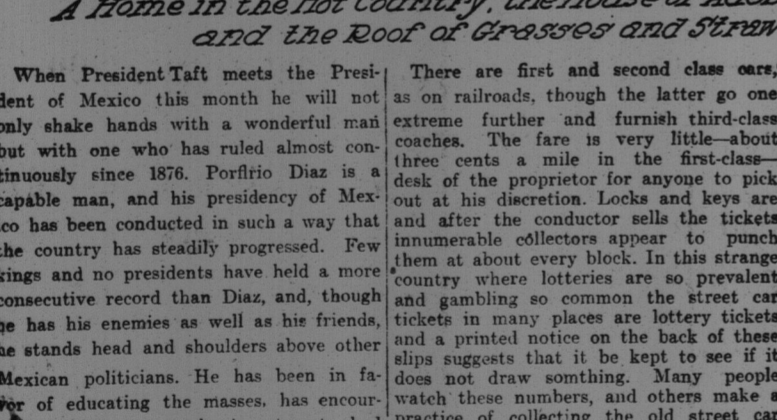 A Home in the Hot Country, the House of
and the Roof of Grasses and Straw
When President Taft meets the Presi-
dent of Mexico this month he will not
only shake hands with a wonderful man
but with one who has ruled almost con-
tinuously since 1876. Porfirio Diaz is a
capable man, and his presidency of Mex-
ico has been conducted in such a way that
the country has steadily progressed. Few
kings and no presidents have held a more
consecutive record than Diaz, and, though
he has his enemies as well as his friends,
he stands head and shoulders above other
Mexican politicians. He has been in fa-
vor of educating the masses, has encour-
There are first and second class cars,
as on railroads, though the latter go one
extreme further and furnish third-class
coaches. The fare is very little—about
three cents a mile in the first-class—
desk of the proprietor for anyone to pick
out at his discretion. Locks and keys are
and after the conductor sells the tickets
innumerable collectors appear to punch
them at about every block. In this strange
country where lotteries are so prevalent
and gambling so common the street car
tickets in many places are lottery tickets
and a printed notice on the back of these
slips suggests that it be kept to see if it
does not draw somthing. Many people
watch these numbers, and others make a
practice of collecting the old street car